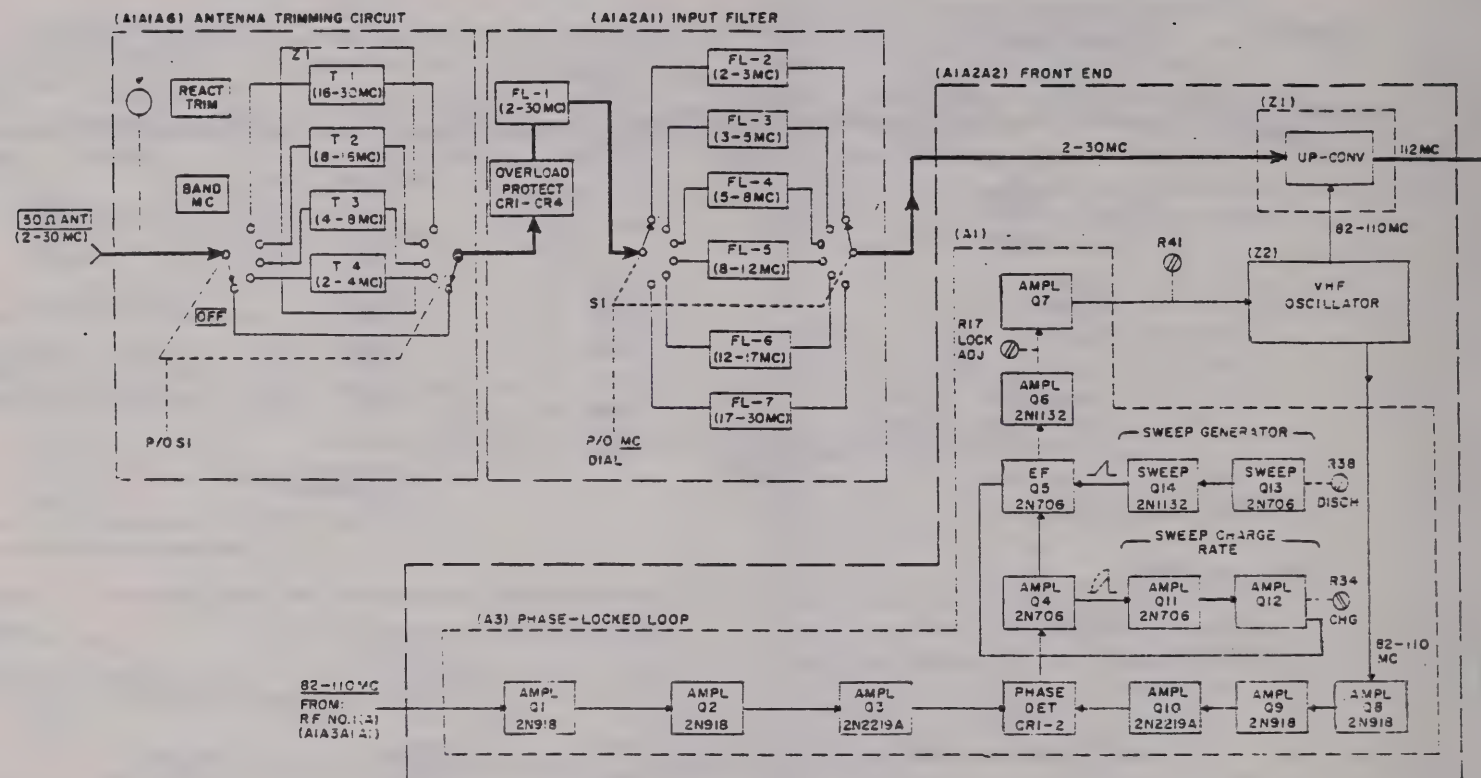 (A1A1A6) ANTENNA TRIMMING CIRCUIT
Z1
REACT
TRIM
BAND
MC
50Ω ANT
(2-30MC)
T 1
(16-30MC)
T 2
(8-16MC)
T 3
(4-8MC)
T 4
(2-4MC)
OFF
P/O S1
(A1A2A1) INPUT FILTER
FL-1
(2-30MC)
OVERLOAD
PROTECT
CR1-CR4
FL-2
(2-3MC)
FL-3
(3-5MC)
FL-4
(5-8MC)
FL-5
(8-12MC)
S1
FL-6
(12-17MC)
FL-7
(17-30MC)
P/O MC
DIAL
(A1A2A2) FRONT END
2-30MC
(Z1)
UP-CONV
112MC
82-110MC
(Z2)
VHF
OSCILLATOR
(A1)
R41
AMPL
Q7
R17
LOCK
ADJ
AMPL
Q6
2N1132
SWEEP GENERATOR
EF
Q5
2N706
SWEEP
Q14
2N1132
SWEEP
Q13
2N706
R38
DISCH
SWEEP CHARGE
RATE
AMPL
Q4
2N706
AMPL
Q11
2N706
AMPL
Q12
R34
CHG
82-110
MC
(A3) PHASE-LOCKED LOOP
82-110MC
FROM:
RF NO.1(A)
(A1A3A1A1)
AMPL
Q1
2N918
AMPL
Q2
2N918
AMPL
Q3
2N2219A
PHASE
DET
CR1-2
AMPL
Q10
2N2219A
AMPL
Q9
2N918
AMPL
Q8
2N918